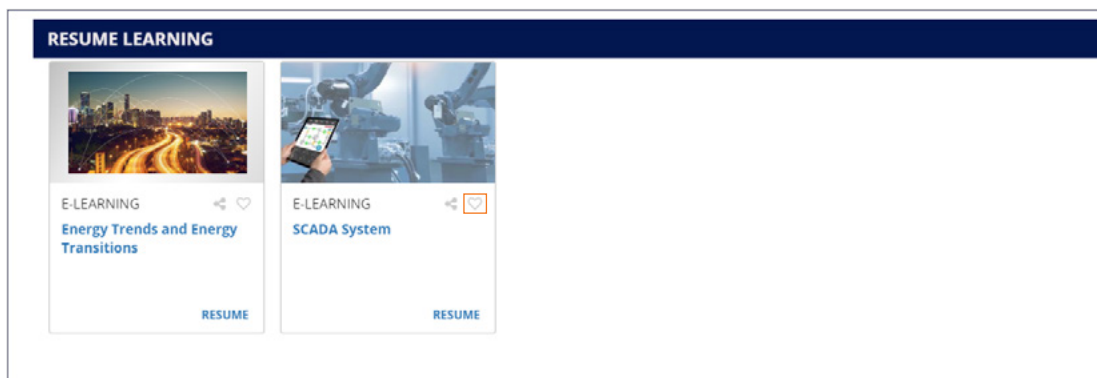 RESUME LEARNING
E-LEARNING
Energy Trends and Energy
Transitions
RESUME
E-LEARNING
SCADA System
RESUME